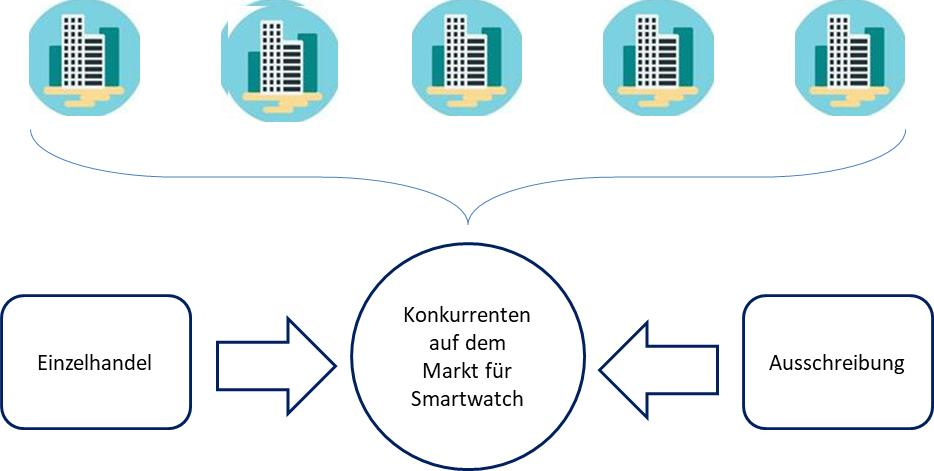 Konkurrenten
auf dem
Markt für
Smartwatch
Einzelhandel
Ausschreibung